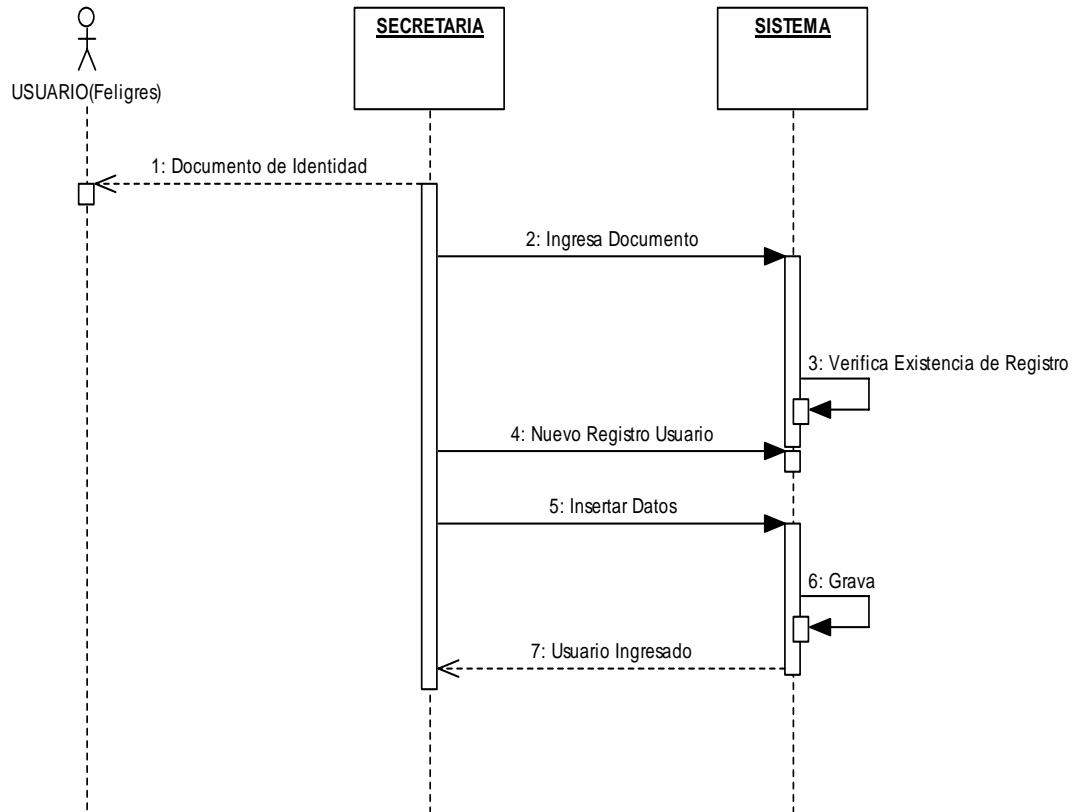 SECRETARIA
SISTEMA
USUARIO(Feligres)
1: Documento de Identidad
2: Ingresa Documento
3: Verifica Existencia de Registro
4: Nuevo Registro Usuario
5: Insertar Datos
6: Grava
7: Usuario Ingresado